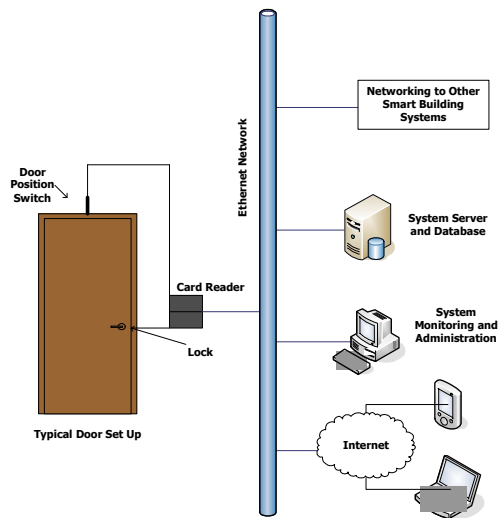 Networking to Other
Smart Building
Systems
Ethernet Network
Door
Position
Switch
System Server
and Database
Card Reader
System
Monitoring and
Administration
Lock
Typical Door Set Up
Internet